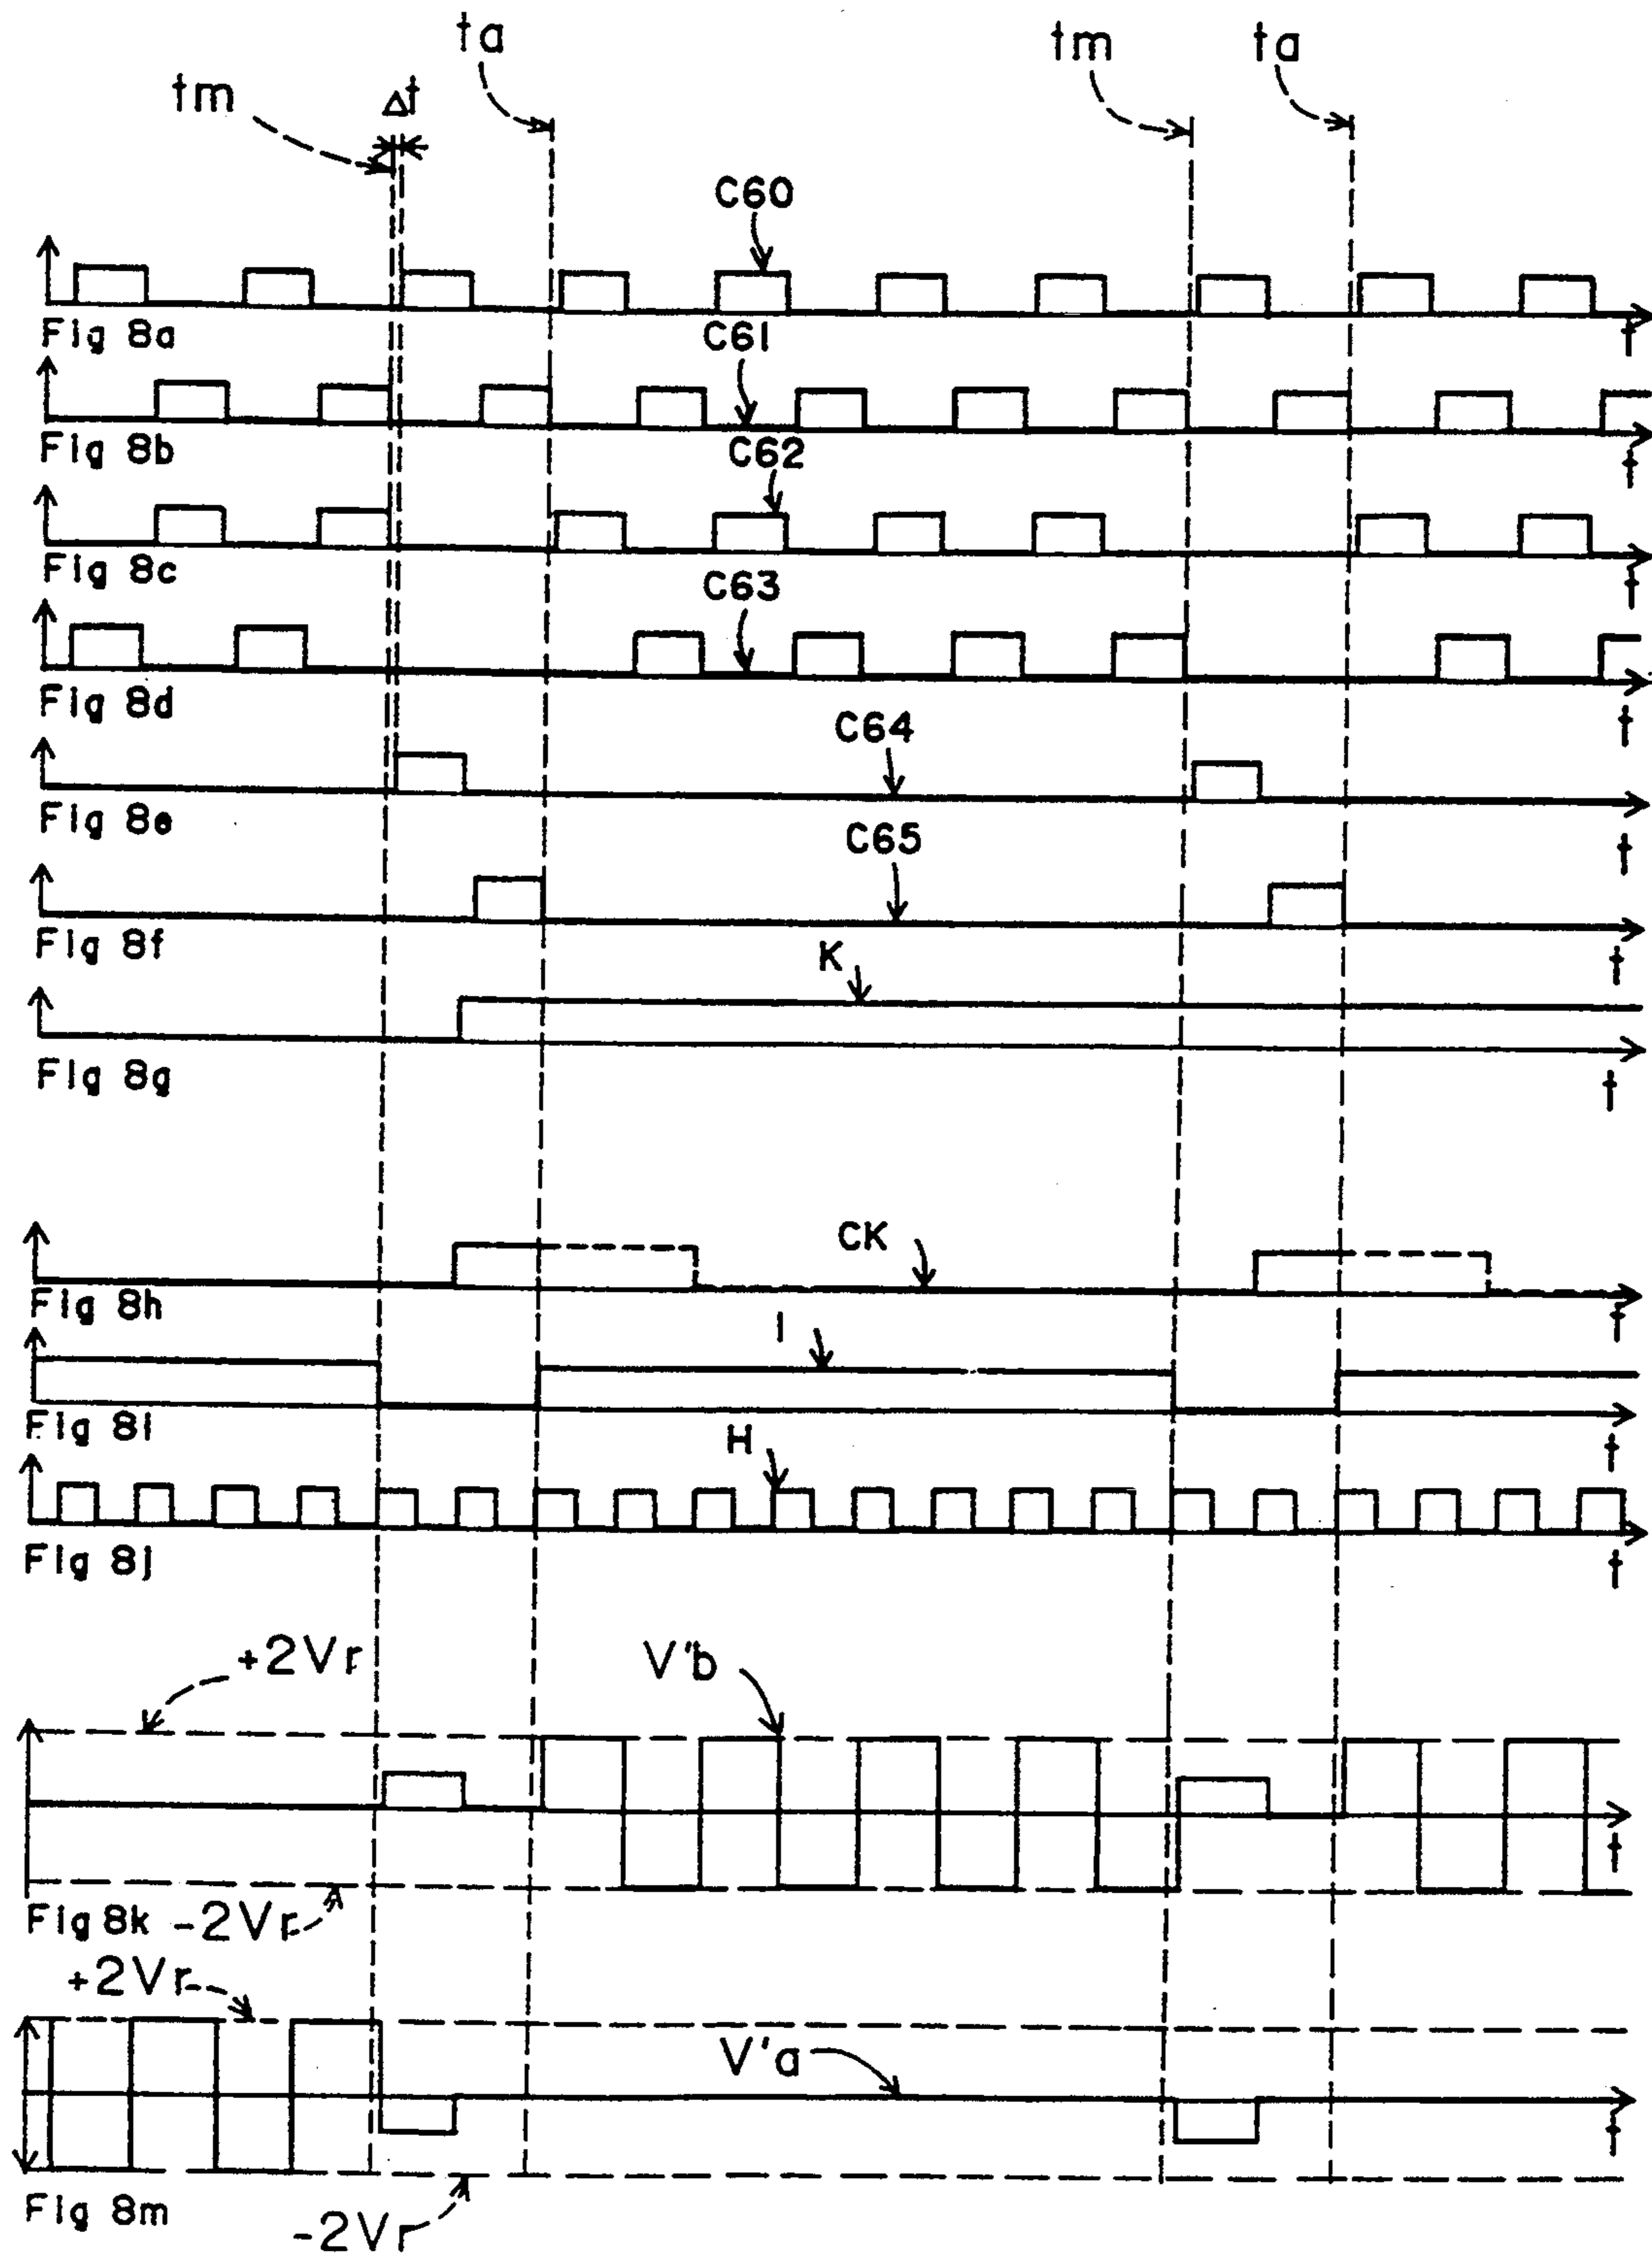 ta
tm
ta
tm
Δt
C60
Fig 8a
t
C61
Fig 8b
t
C62
Fig 8c
t
C63
Fig 8d
t
C64
Fig 8e
t
C65
Fig 8f
t
K
Fig 8g
t
CK
Fig 8h
t
I
Fig 8i
t
H
Fig 8j
t
+2Vr
V'b
t
Fig 8k
-2Vr
+2Vr
V'a
t
Fig 8m
-2Vr